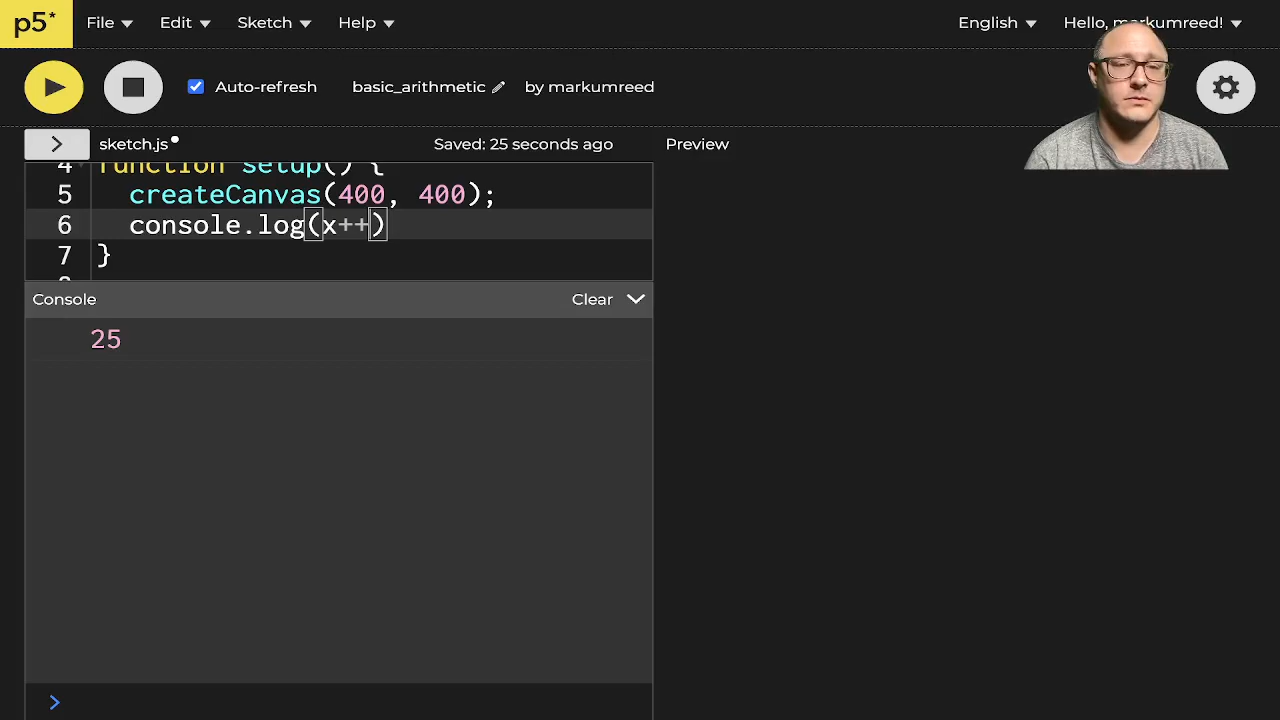 p5* File Edit Sketch Help English Hello, markumreed!
Auto-refresh basic_arithmetic by markumreed
> sketch.js Saved: 25 seconds ago Preview
4 function setup() {
5 createCanvas(400, 400);
6 console.log(x++)
7 }
Console Clear
25
>